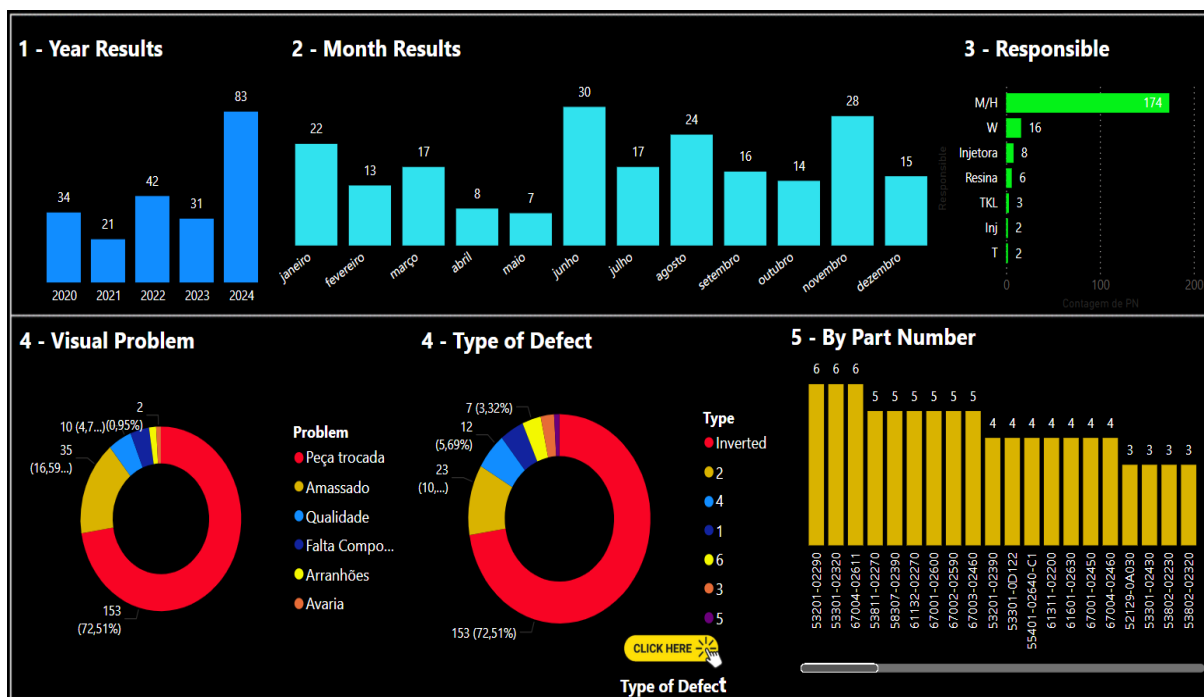 1 - Year Results
34
21
42
31
83
2020
2021
2022
2023
2024
2 - Month Results
22
13
17
8
7
30
17
24
16
14
28
15
janeiro
fevereiro
março
abril
maio
junho
julho
agosto
setembro
outubro
novembro
dezembro
3 - Responsible
Responsible
M/H
174
W
16
Injetora
8
Resina
6
TKL
3
Inj
2
T
2
0
100
200
Contagem de PN
4 - Visual Problem
2
(0,95%)
10 (4,7...)
35
(16,59...)
153
(72,51%)
Problem
Peça trocada
Amassado
Qualidade
Falta Compo...
Arranhões
Avaria
4 - Type of Defect
7 (3,32%)
12
(5,69%)
23
(10,...)
153 (72,51%)
Type
Inverted
2
4
1
6
3
5
CLICK HERE
Type of Defect
5 - By Part Number
6
6
6
5
5
5
5
5
5
4
4
4
4
4
4
4
3
3
3
3
53201-02290
53301-02320
67004-02611
53811-02270
58307-02390
61132-02270
67001-02600
67002-02590
67003-02460
53201-02390
53301-0D122
55401-02640-C1
61311-02200
61601-02630
67001-02450
67004-02460
52129-0A030
53301-02430
53802-02230
53802-02320